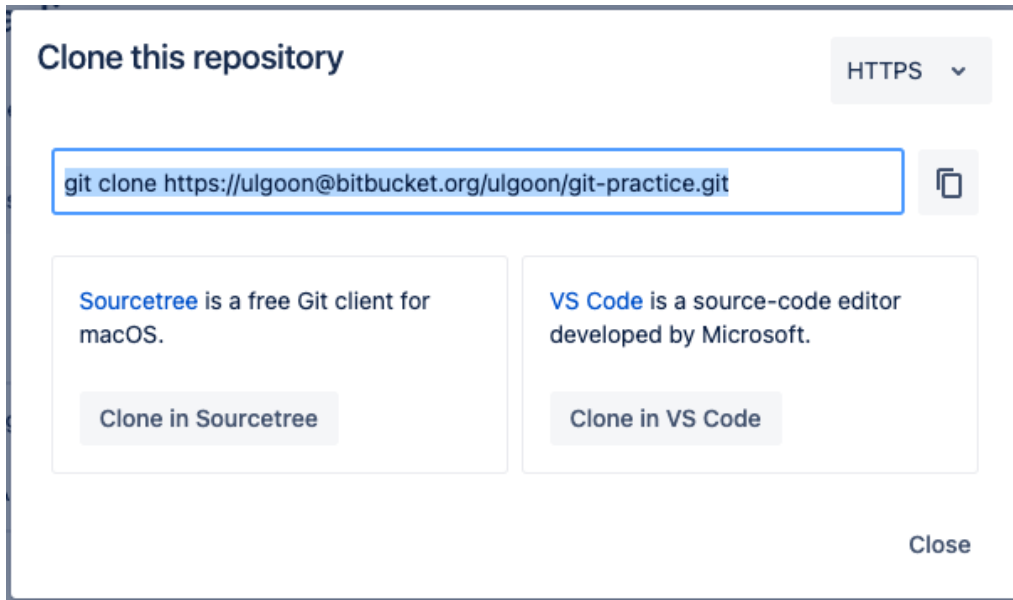 Clone this repository
HTTPS
git clone https://ulgoon@bitbucket.org/ulgoon/git-practice.git
Sourcetree is a free Git client for
macOS.
Clone in Sourcetree
VS Code is a source-code editor
developed by Microsoft.
Clone in VS Code
Close